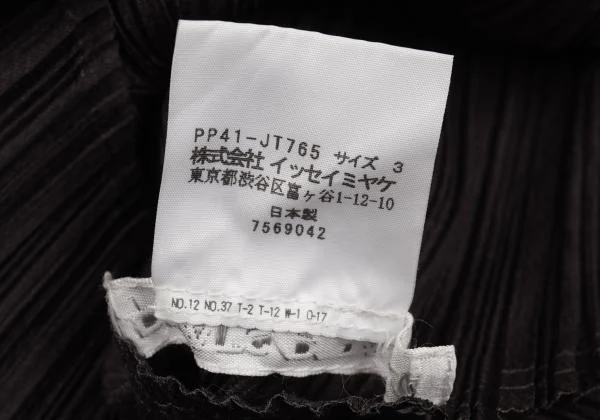 PP41-JT765 サイズ 3
株式会社 イッセイミヤケ
東京都渋谷区富ヶ谷1-12-10
日本製
7569042
NO.12 NO.37 T-2 T-12 W-1 O-17